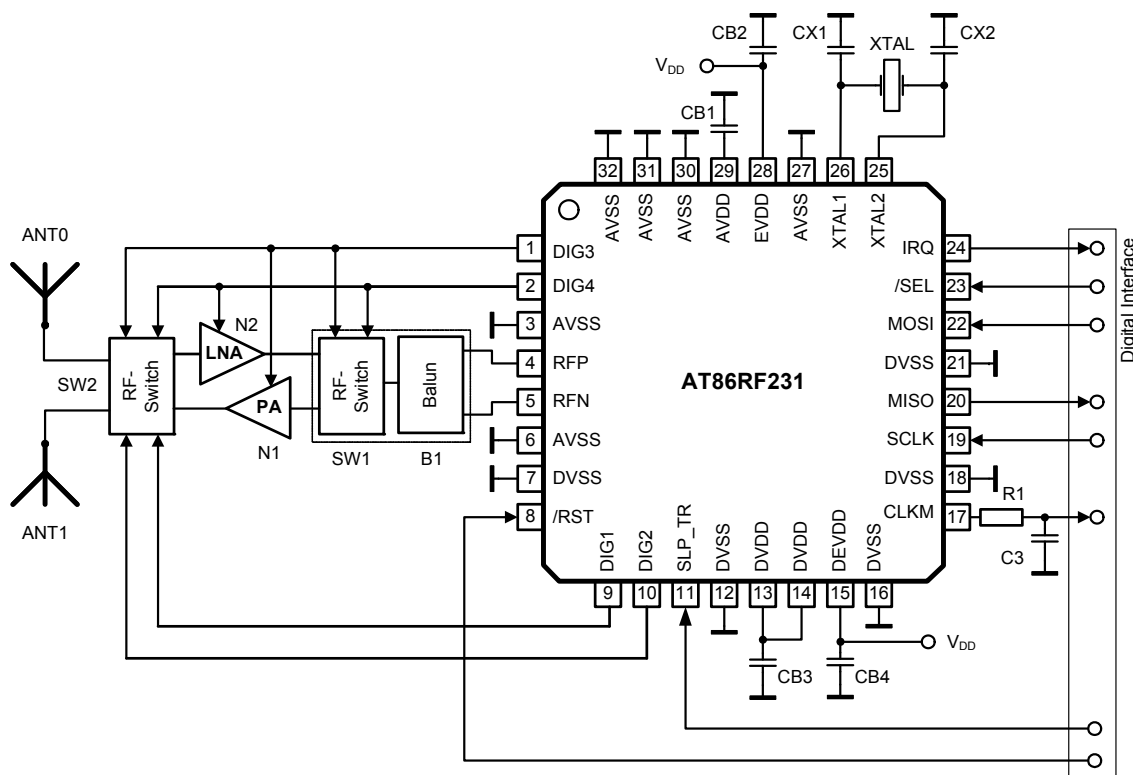 CB2
CX1
XTAL
CX2
VDD
CB1
32
31
30
29
28
27
26
25
AVSS
AVSS
AVSS
AVDD
EVDD
AVSS
XTAL1
XTAL2
ANT0
ANT1
SW2
RF-
Switch
N2
LNA
PA
N1
RF-
Switch
SW1
Balun
B1
1
DIG3
2
DIG4
3
AVSS
4
RFP
5
RFN
6
AVSS
7
DVSS
8
/RST
AT86RF231
IRQ
24
/SEL
23
MOSI
22
DVSS
21
MISO
20
SCLK
19
DVSS
18
CLKM
17
R1
C3
Digital Interface
DIG1
DIG2
SLP_TR
DVSS
DVDD
DVDD
DEVDD
DVSS
9
10
11
12
13
14
15
16
CB3
CB4
VDD